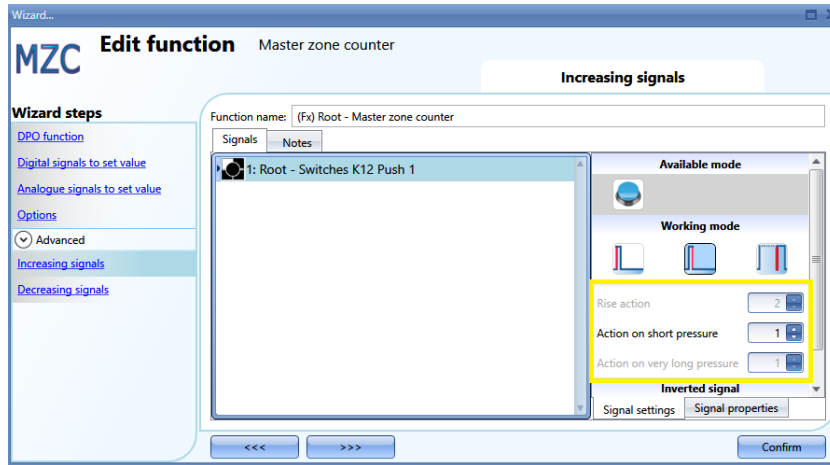 Wizard...
MZC Edit function Master zone counter
Increasing signals
Wizard steps
DPO function
Digital signals to set value
Analogue signals to set value
Options
Advanced
Increasing signals
Decreasing signals
Function name: (Fx) Root - Master zone counter
Signals Notes
1: Root - Switches K12 Push 1
Available mode
Working mode
Rise action 2
Action on short pressure 1
Action on very long pressure 1
Inverted signal
Signal settings Signal properties
<<< >>> Confirm